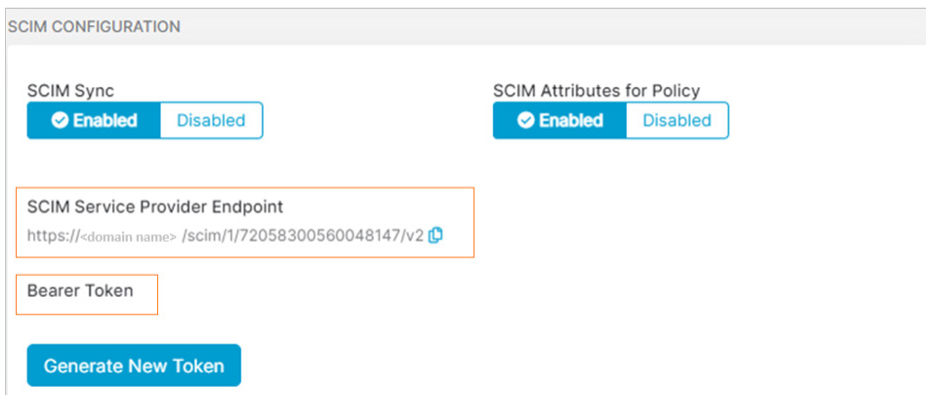 SCIM CONFIGURATION
SCIM Sync
Enabled Disabled
SCIM Attributes for Policy
Enabled Disabled
SCIM Service Provider Endpoint
https://<domain name> /scim/1/72058300560048147/v2
Bearer Token
Generate New Token